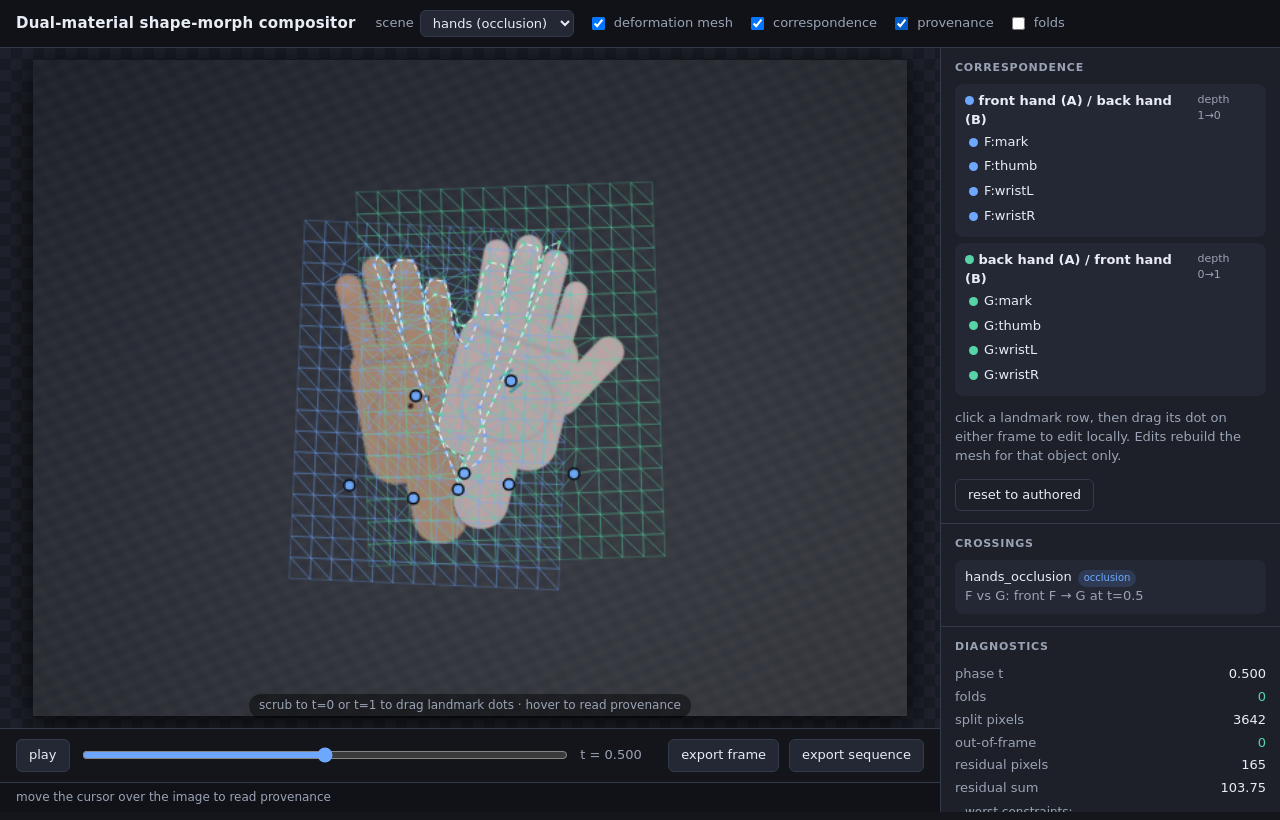 Dual-material shape-morph compositor scene hands (occlusion) deformation mesh correspondence provenance folds
scrub to t=0 or t=1 to drag landmark dots · hover to read provenance
play t = 0.500 export frame export sequence
move the cursor over the image to read provenance
CORRESPONDENCE
front hand (A) / back hand (B) depth 1→0
F:mark
F:thumb
F:wristL
F:wristR
back hand (A) / front hand (B) depth 0→1
G:mark
G:thumb
G:wristL
G:wristR
click a landmark row, then drag its dot on
either frame to edit locally. Edits rebuild the
mesh for that object only.
reset to authored
CROSSINGS
hands_occlusion occlusion
F vs G: front F → G at t=0.5
DIAGNOSTICS
phase t 0.500
folds 0
split pixels 3642
out-of-frame 0
residual pixels 165
residual sum 103.75
worst constraints: